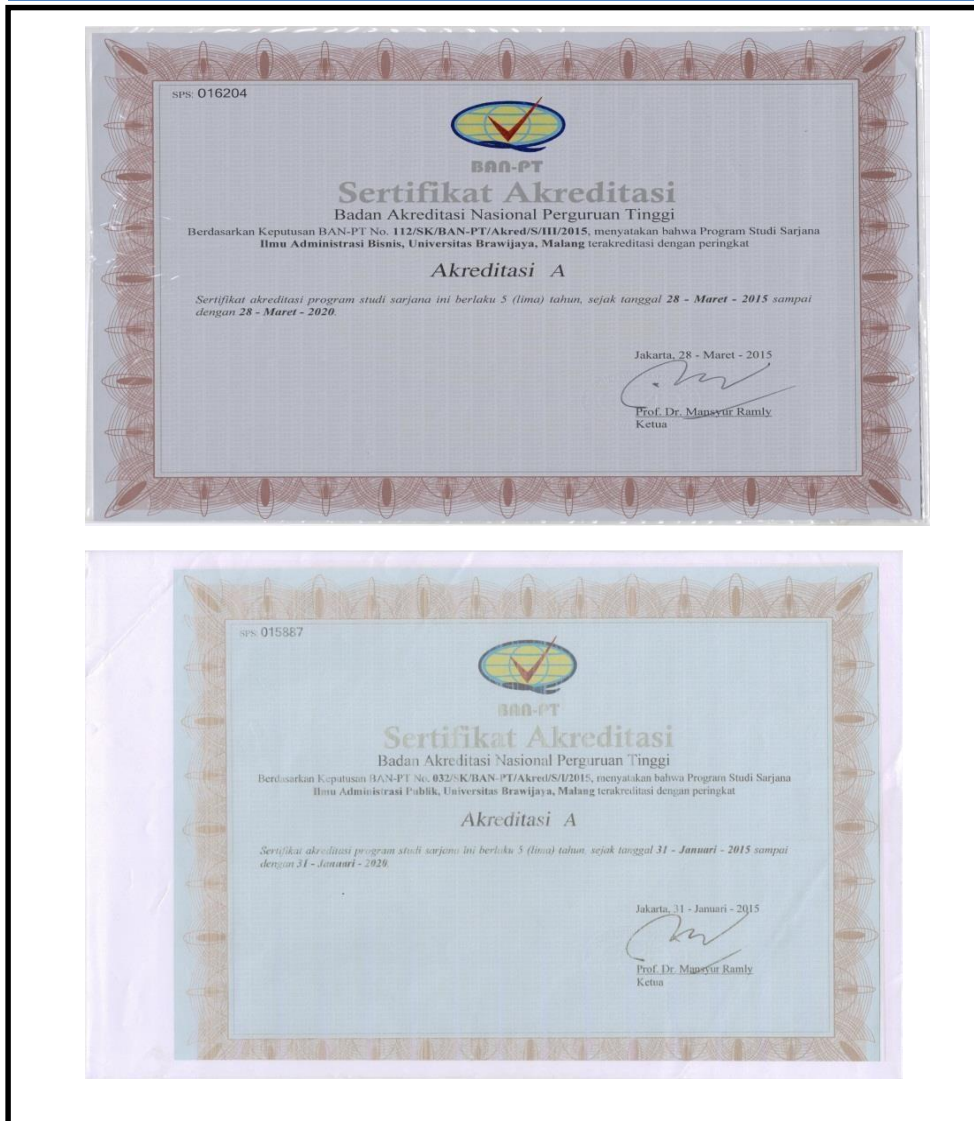 SPS: 016204
BAN-PT
Sertifikat Akreditasi
Badan Akreditasi Nasional Perguruan Tinggi
Berdasarkan Keputusan BAN-PT No. 112/SK/BAN-PT/Akred/S/III/2015, menyatakan bahwa Program Studi Sarjana
Ilmu Administrasi Bisnis, Universitas Brawijaya, Malang terakreditasi dengan peringkat
Akreditasi A
Sertifikat akreditasi program studi sarjana ini berlaku 5 (lima) tahun, sejak tanggal 28 - Maret - 2015 sampai
dengan 28 - Maret - 2020.
Jakarta, 28 - Maret - 2015
Prof. Dr. Mansyur Ramly
Ketua
SPS: 015887
BAN-PT
Sertifikat Akreditasi
Badan Akreditasi Nasional Perguruan Tinggi
Berdasarkan Keputusan BAN-PT No. 032/SK/BAN-PT/Akred/S/I/2015, menyatakan bahwa Program Studi Sarjana
Ilmu Administrasi Publik, Universitas Brawijaya, Malang terakreditasi dengan peringkat
Akreditasi A
Sertifikat akreditasi program studi sarjana ini berlaku 5 (lima) tahun, sejak tanggal 31 - Januari - 2015 sampai
dengan 31 - Januari - 2020.
Jakarta, 31 - Januari - 2015
Prof. Dr. Mansyur Ramly
Ketua